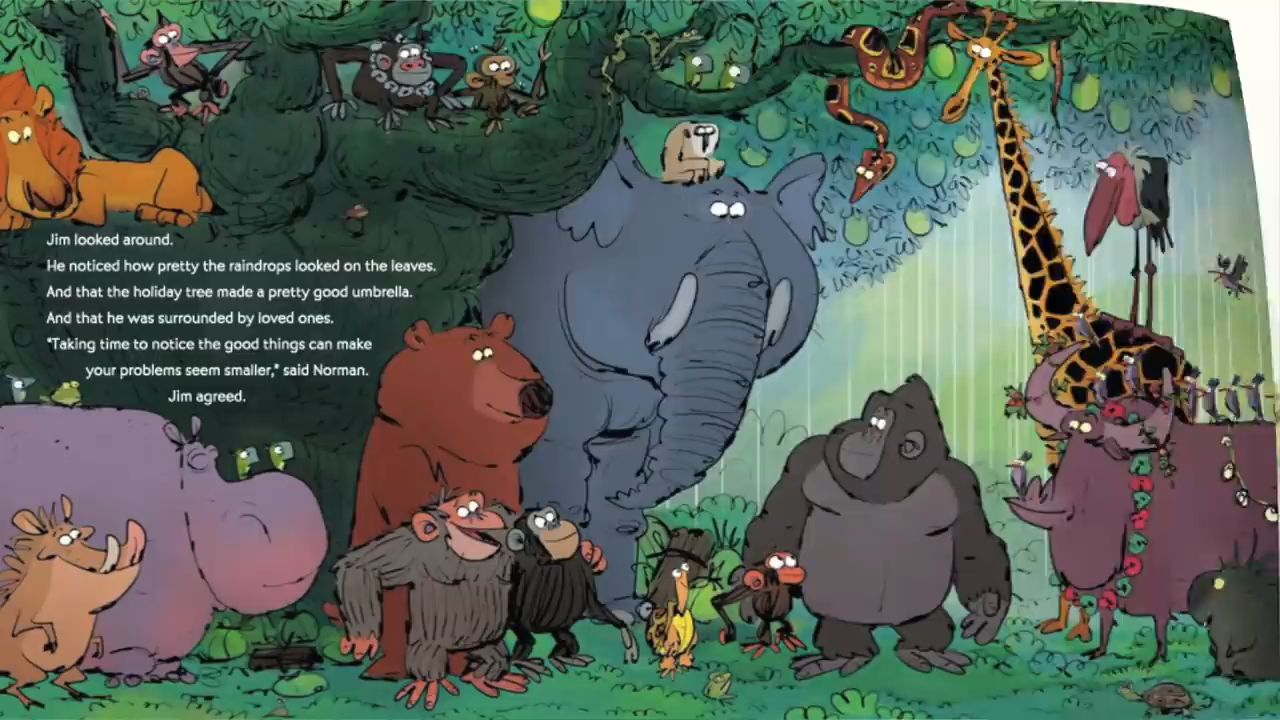 Jim looked around.
He noticed how pretty the raindrops looked on the leaves.
And that the holiday tree made a pretty good umbrella.
And that he was surrounded by loved ones.
"Taking time to notice the good things can make
your problems seem smaller," said Norman.
Jim agreed.